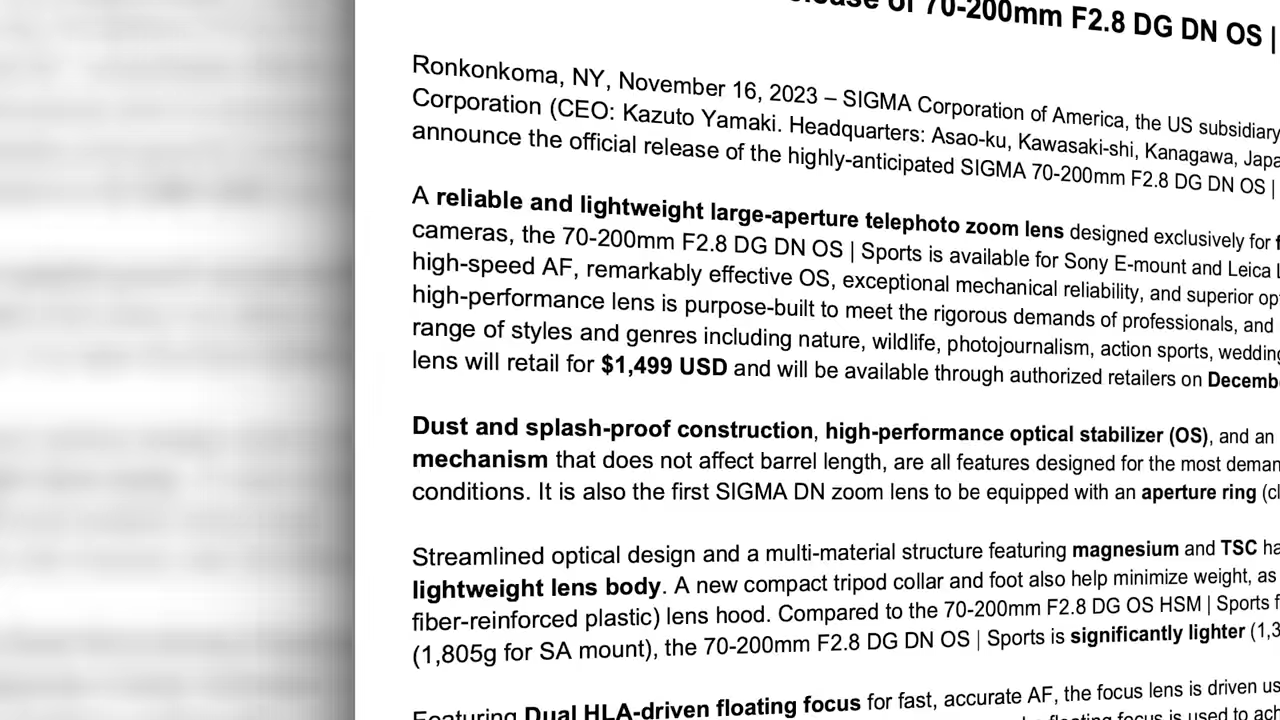 of 70-200mm F2.8 DG DN OS |
Ronkonkoma, NY, November 16, 2023 – SIGMA Corporation of America, the US subsidiary
Corporation (CEO: Kazuto Yamaki. Headquarters: Asao-ku, Kawasaki-shi, Kanagawa,
announce the official release of the highly-anticipated SIGMA 70-200mm F2.8 DG DN OS |
A reliable and lightweight large-aperture telephoto zoom lens designed exclusively for
cameras, the 70-200mm F2.8 DG DN OS | Sports is available for Sony E-mount and Leica
high-speed AF, remarkably effective OS, exceptional mechanical reliability, and superior
high-performance lens is purpose-built to meet the rigorous demands of professionals, and
range of styles and genres including nature, wildlife, photojournalism, action sports,
lens will retail for $1,499 USD and will be available through authorized retailers on
Dust and splash-proof construction, high-performance optical stabilizer (OS), and an
mechanism that does not affect barrel length, are all features designed for the most
conditions. It is also the first SIGMA DN zoom lens to be equipped with an aperture ring
Streamlined optical design and a multi-material structure featuring magnesium and TSC
lightweight lens body. A new compact tripod collar and foot also help minimize weight, as
fiber-reinforced plastic) lens hood. Compared to the 70-200mm F2.8 DG OS HSM | Sports
(1,805g for SA mount), the 70-200mm F2.8 DG DN OS | Sports is significantly lighter
Featuring Dual HLA-driven floating focus for fast, accurate AF, the focus lens is driven
floating focus is used to